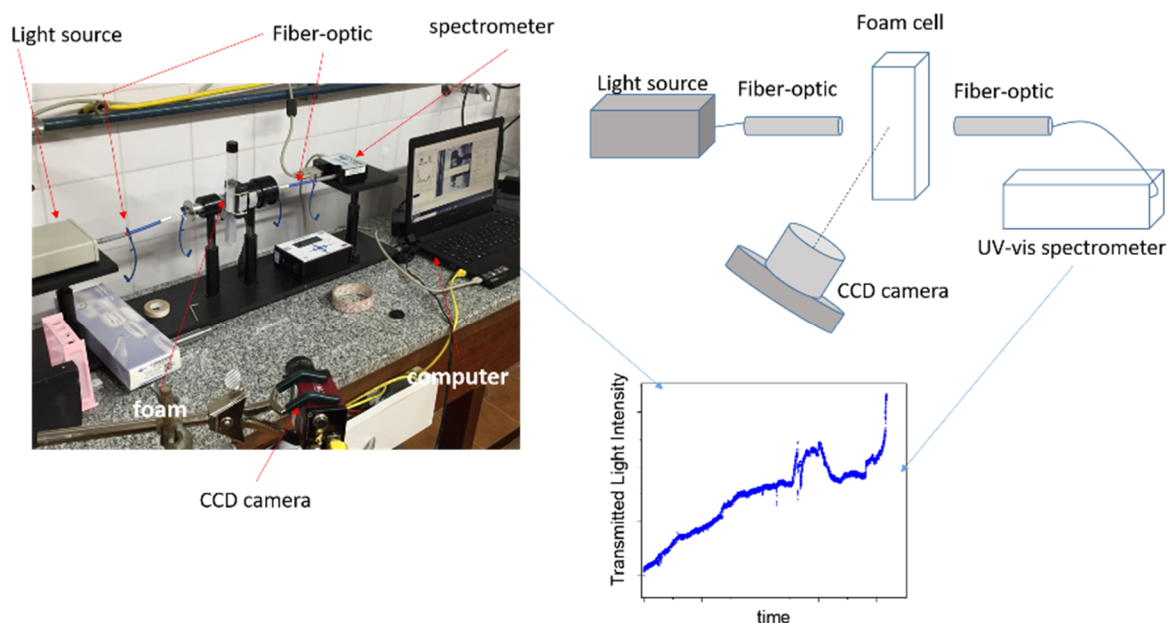 Light source
Fiber-optic
spectrometer
foam
computer
CCD camera
Foam cell
Light source
Fiber-optic
Fiber-optic
UV-vis spectrometer
CCD camera
Transmitted Light Intensity
time